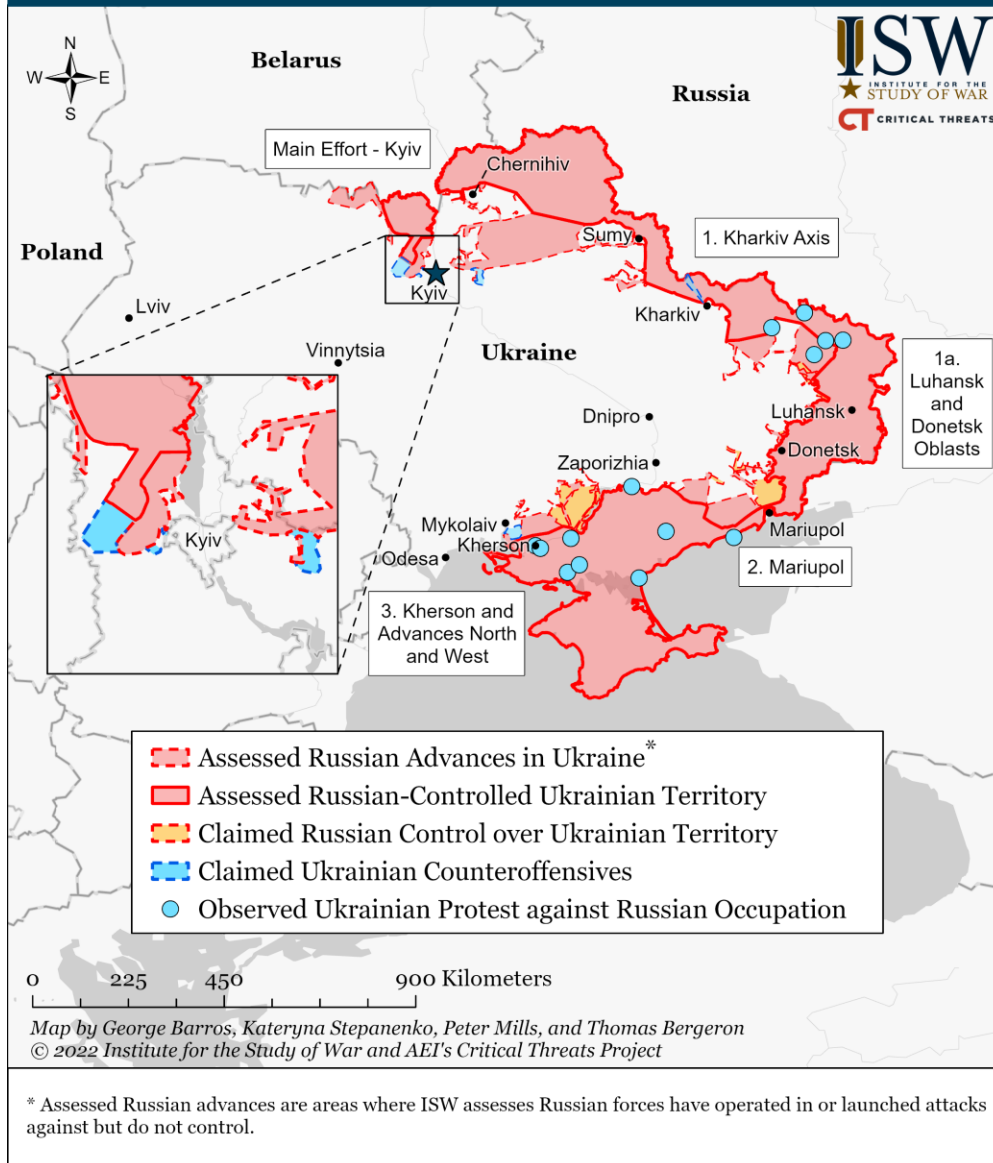 N
W E
S
Belarus
Russia
ISW
INSTITUTE FOR THE
STUDY OF WAR
CT CRITICAL THREATS
Main Effort - Kyiv
Chernihiv
Poland
Sumy
1. Kharkiv Axis
Kyiv
Lviv
Kharkiv
Vinnytsia
Ukraine
1a.
Luhansk
and
Donetsk
Oblasts
Luhansk
Dnipro
Donetsk
Zaporizhia
Kyiv
Mykolaiv
Mariupol
Kherson
Odesa
2. Mariupol
3. Kherson and
Advances North
and West
Assessed Russian Advances in Ukraine*
Assessed Russian-Controlled Ukrainian Territory
Claimed Russian Control over Ukrainian Territory
Claimed Ukrainian Counteroffensives
Observed Ukrainian Protest against Russian Occupation
0 225 450 900 Kilometers
Map by George Barros, Kateryna Stepanenko, Peter Mills, and Thomas Bergeron
© 2022 Institute for the Study of War and AEI's Critical Threats Project
* Assessed Russian advances are areas where ISW assesses Russian forces have operated in or launched attacks
against but do not control.